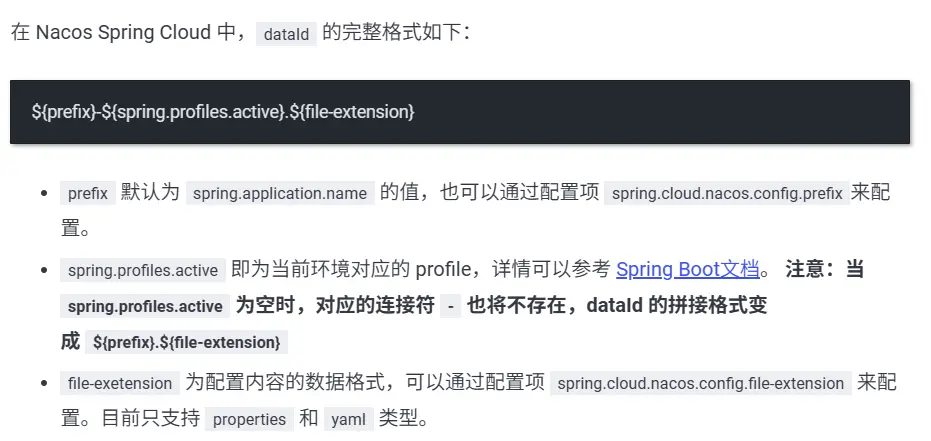 在 Nacos Spring Cloud 中，dataId 的完整格式如下：
${prefix}-${spring.profiles.active}.${file-extension}
prefix 默认为 spring.application.name 的值，也可以通过配置项 spring.cloud.nacos.config.prefix来配
置。
spring.profiles.active 即为当前环境对应的 profile，详情可以参考 Spring Boot文档。 注意：当
spring.profiles.active 为空时，对应的连接符 - 也将不存在，dataId 的拼接格式变
成 ${prefix}.${file-extension}
file-exetension 为配置内容的数据格式，可以通过配置项 spring.cloud.nacos.config.file-extension 来配
置。目前只支持 properties 和 yaml 类型。